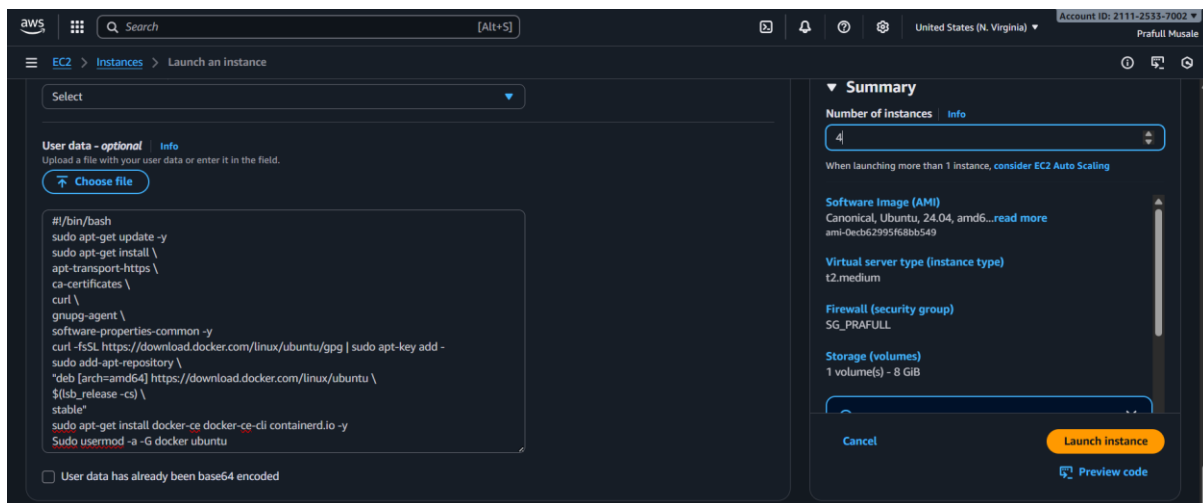 aws
Search [Alt+S]
United States (N. Virginia) ▼
Account ID: 2111-2533-7002 ▼
Prafull Musale
EC2 > Instances > Launch an instance
Select
User data - optional | Info
Upload a file with your user data or enter it in the field.
Choose file
#!/bin/bash
sudo apt-get update -y
sudo apt-get install \
apt-transport-https \
ca-certificates \
curl \
gnupg-agent \
software-properties-common -y
curl -fsSL https://download.docker.com/linux/ubuntu/gpg | sudo apt-key add -
sudo add-apt-repository \
"deb [arch=amd64] https://download.docker.com/linux/ubuntu \
$(lsb_release -cs) \
stable"
sudo apt-get install docker-ce docker-ce-cli containerd.io -y
Sudo usermod -a -G docker ubuntu
User data has already been base64 encoded
▼ Summary
Number of instances | Info
4
When launching more than 1 instance, consider EC2 Auto Scaling
Software Image (AMI)
Canonical, Ubuntu, 24.04, amd6...read more
ami-0ecb62995f68bb549
Virtual server type (instance type)
t2.medium
Firewall (security group)
SG_PRAFULL
Storage (volumes)
1 volume(s) - 8 GiB
Cancel
Launch instance
Preview code